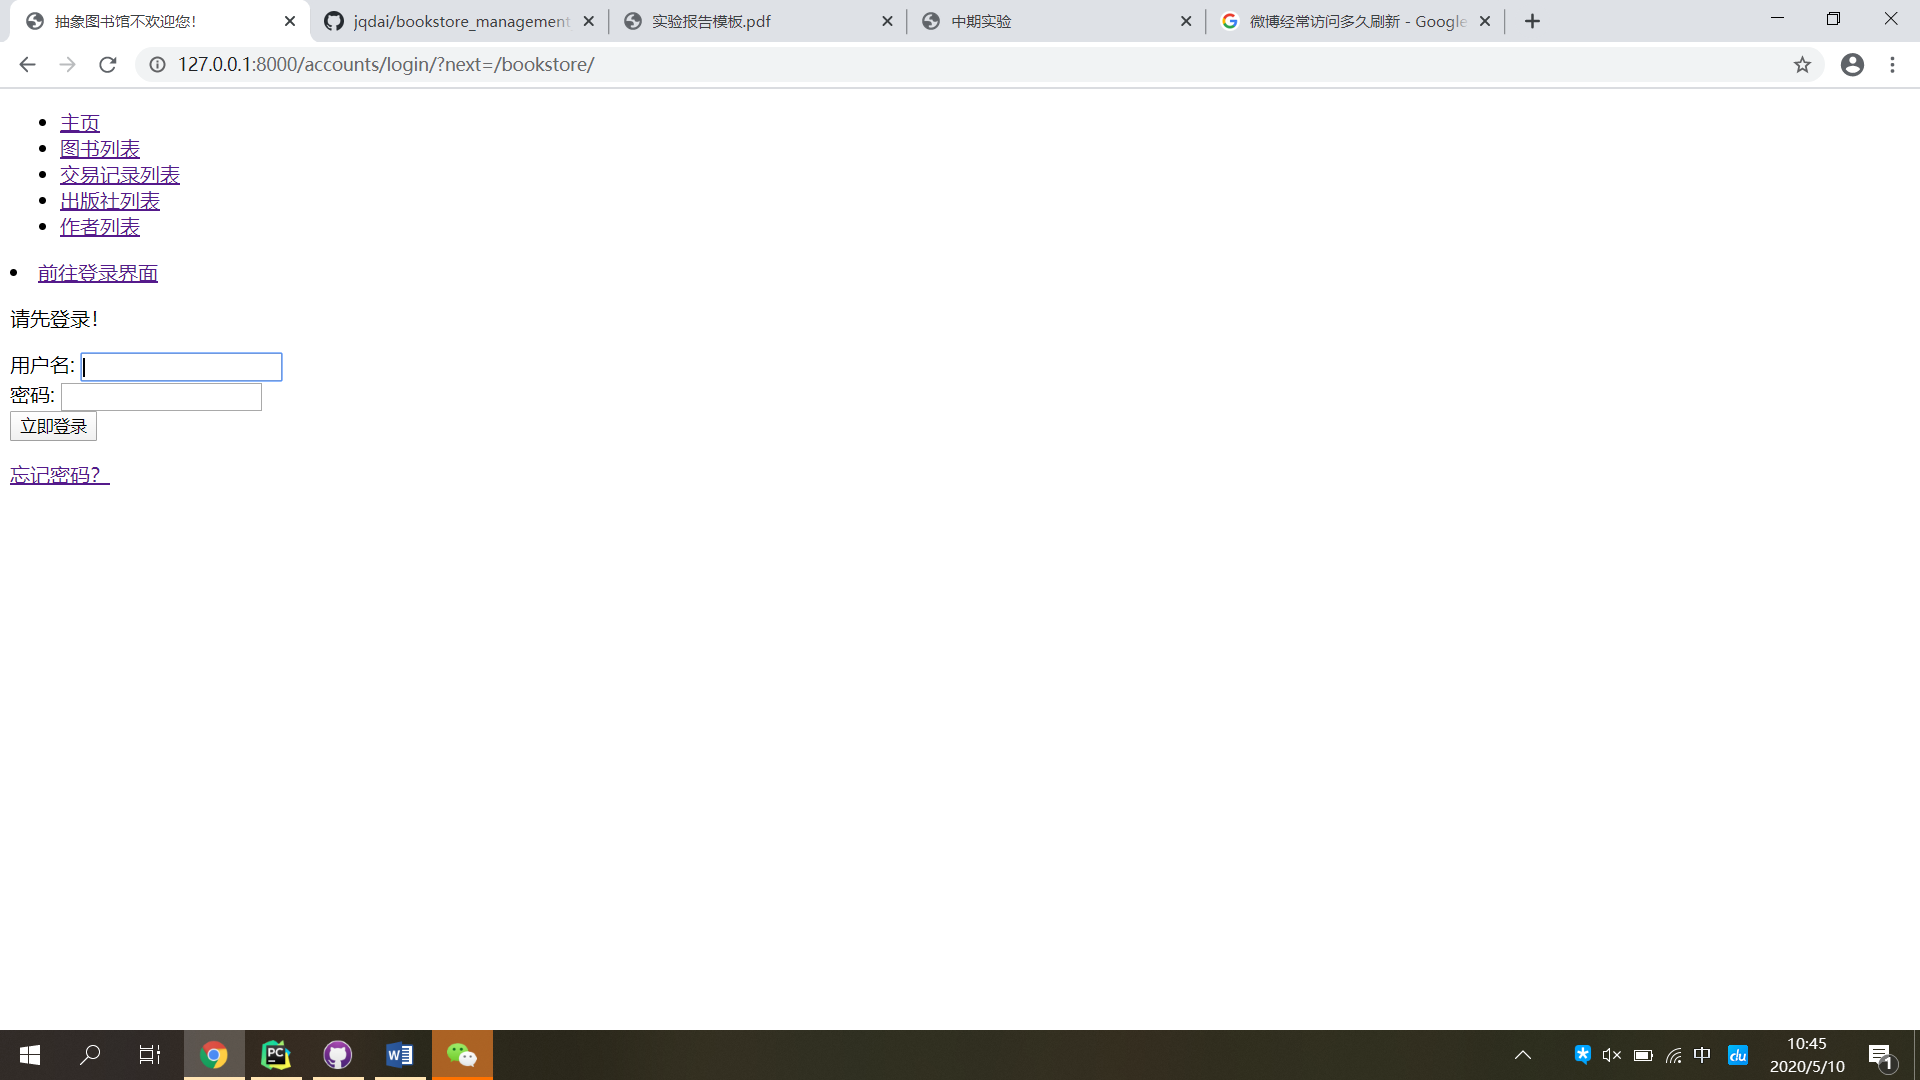 抽象图书馆不欢迎您!
jqdai/bookstore_management
实验报告模板.pdf
中期实验
微博经常访问多久刷新 - Google
127.0.0.1:8000/accounts/login/?next=/bookstore/
主页
图书列表
交易记录列表
出版社列表
作者列表
前往登录界面
请先登录!
用户名:
密码:
立即登录
忘记密码?
PC
W
中
du
10:45
2020/5/10
1